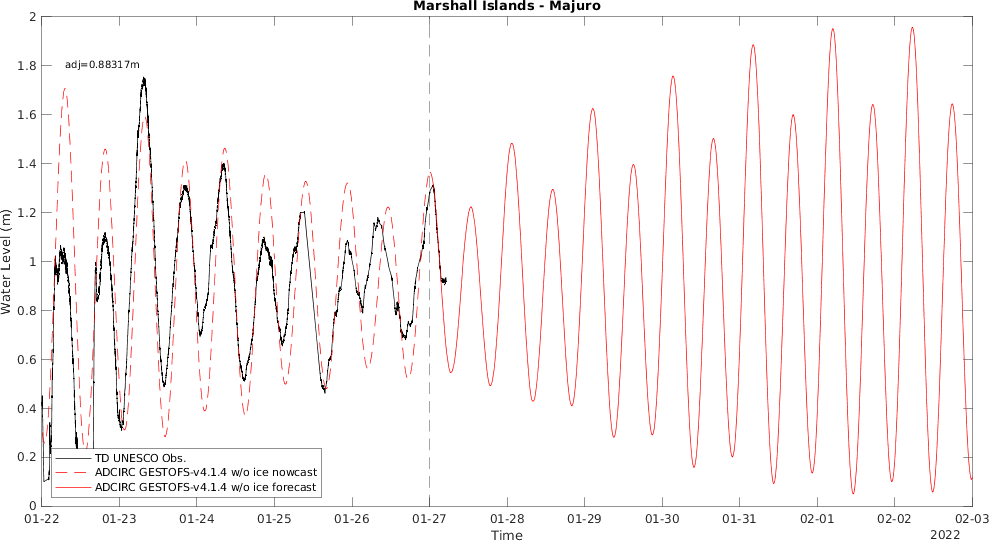 Marshall Islands - Majuro
2
1.8
1.6
1.4
1.2
1
0.8
0.6
0.4
0.2
0
Water Level (m)
adj=0.88317m
TD UNESCO Obs.
ADCIRC GESTOFS-v4.1.4 w/o ice nowcast
ADCIRC GESTOFS-v4.1.4 w/o ice forecast
01-22 01-23 01-24 01-25 01-26 01-27 01-28 01-29 01-30 01-31 02-01 02-02 02-03
Time
2022